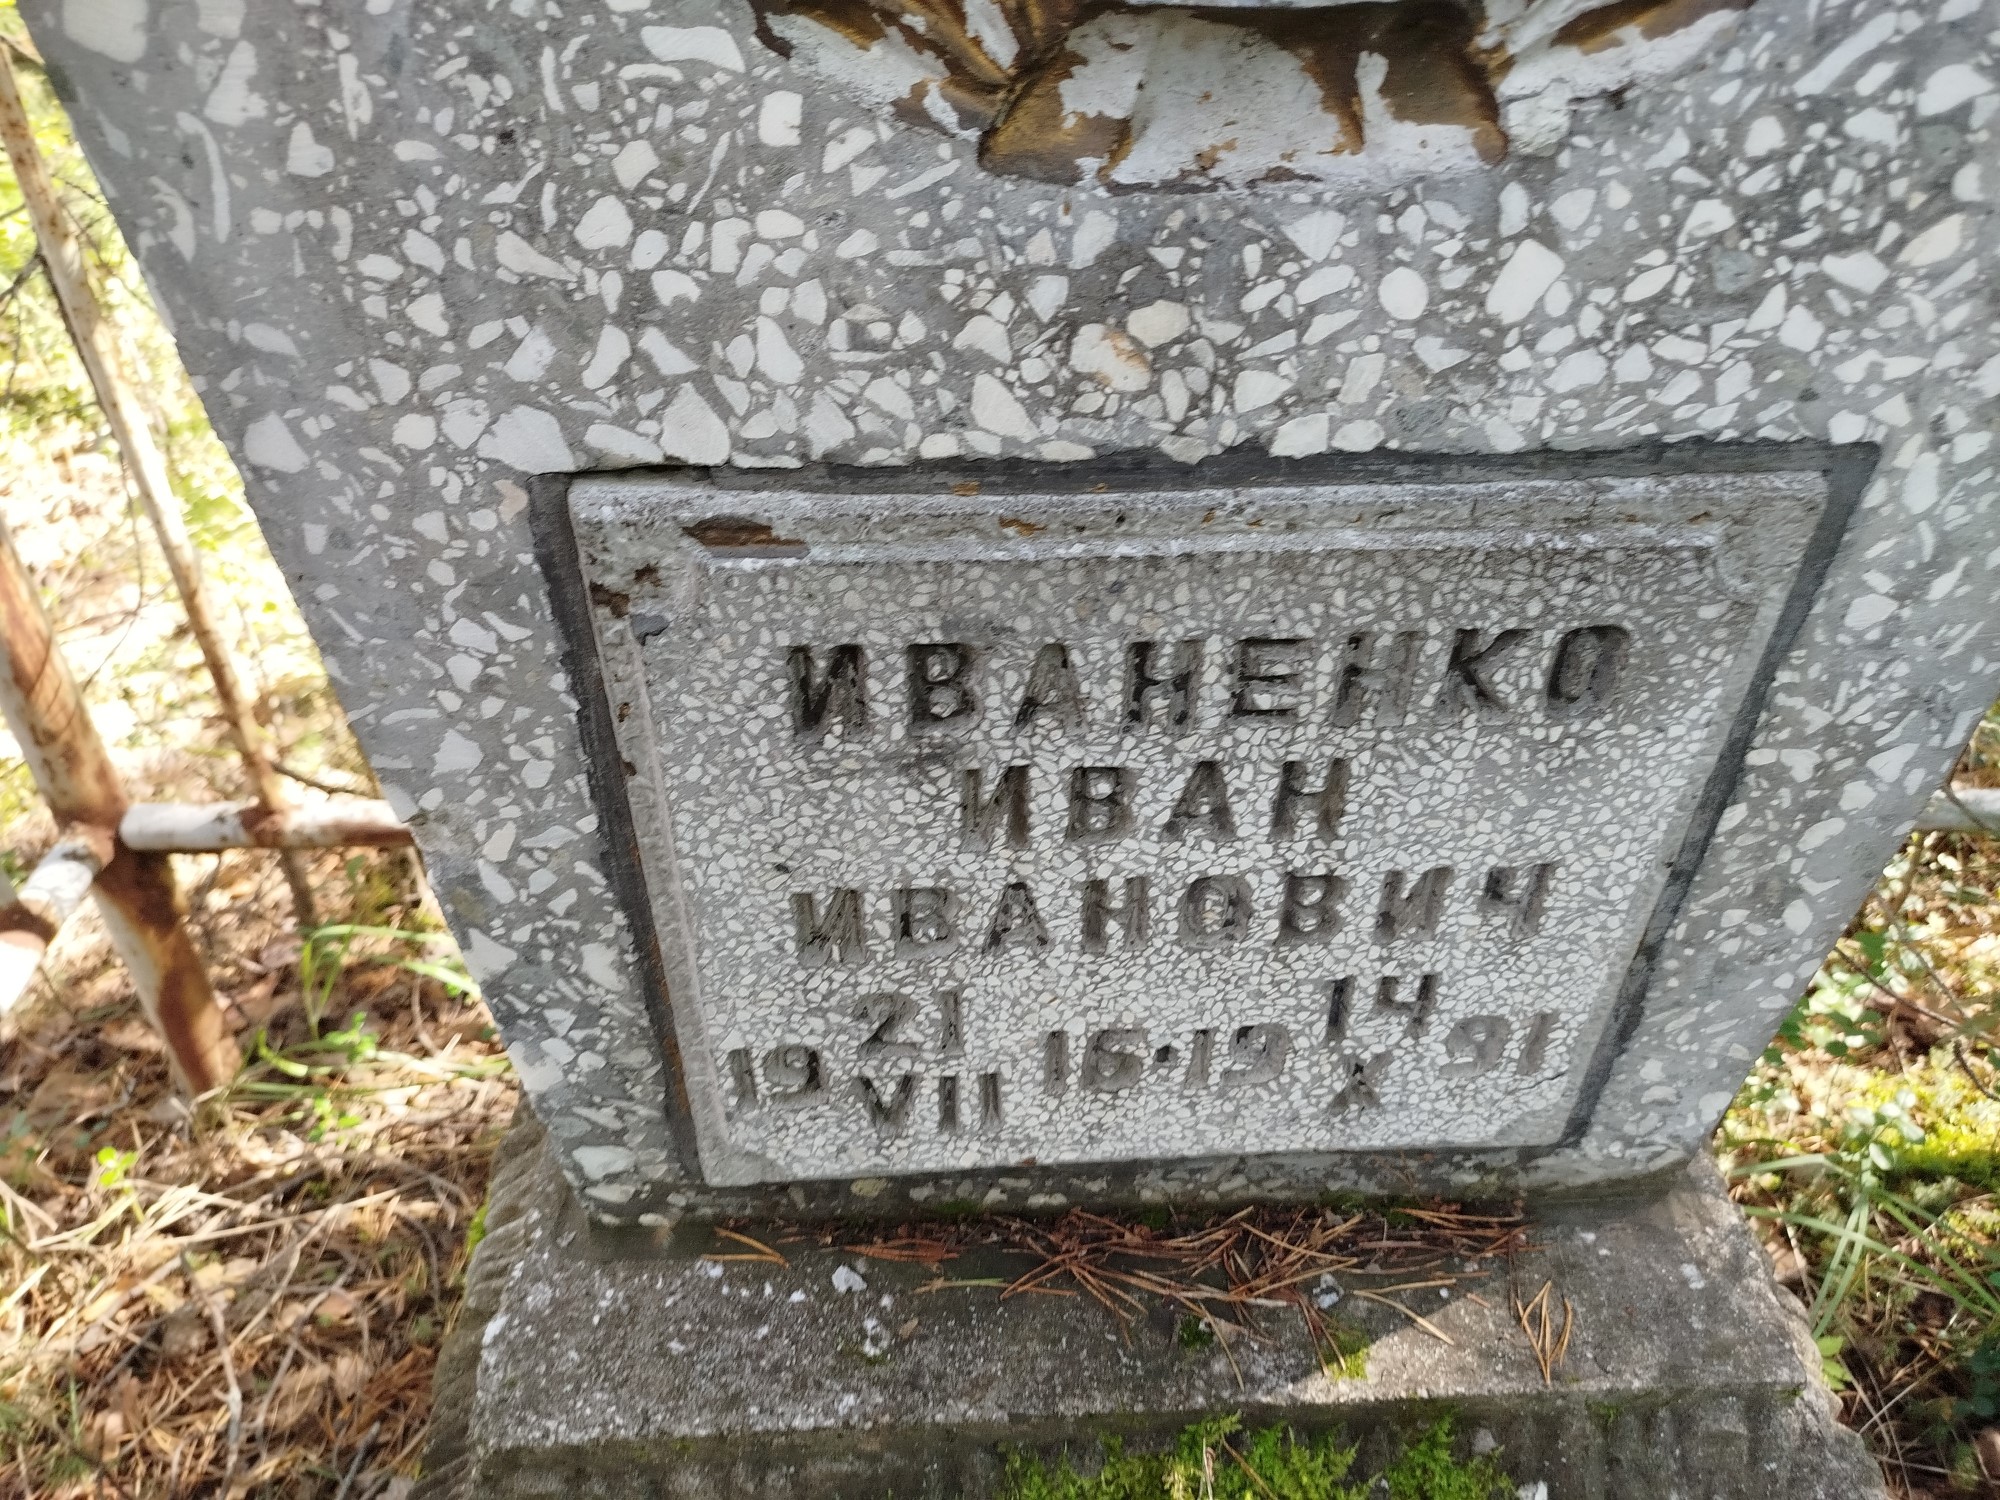 ИВАНЕНКО
ИВАН
ИВАНОВИЧ
19 21/VII 16·19 14/X 91